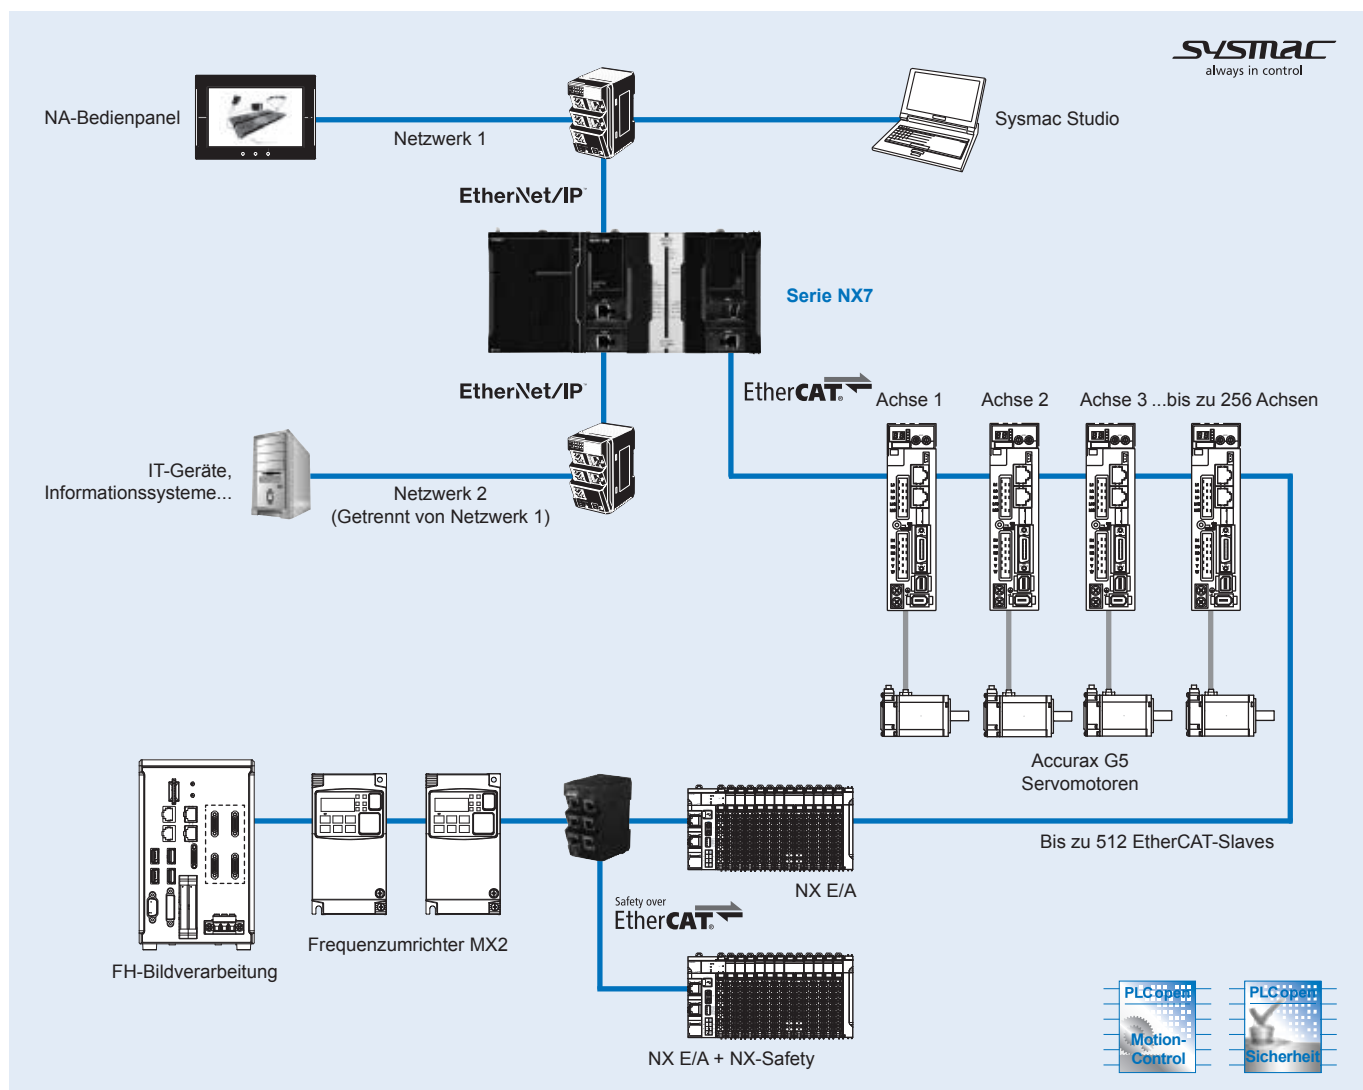 sysmac
always in control
NA-Bedienpanel
Netzwerk 1
Sysmac Studio
EtherNet/IP
Serie NX7
EtherNet/IP
EtherCAT.
Achse 1
Achse 2
Achse 3 ...bis zu 256 Achsen
IT-Geräte,
Informationssysteme...
Netzwerk 2
(Getrennt von Netzwerk 1)
Accurax G5
Servomotoren
Bis zu 512 EtherCAT-Slaves
NX E/A
Safety over
EtherCAT.
Frequenzumrichter MX2
FH-Bildverarbeitung
NX E/A + NX-Safety
PLCopen
Motion-
Control
PLCopen
Sicherheit